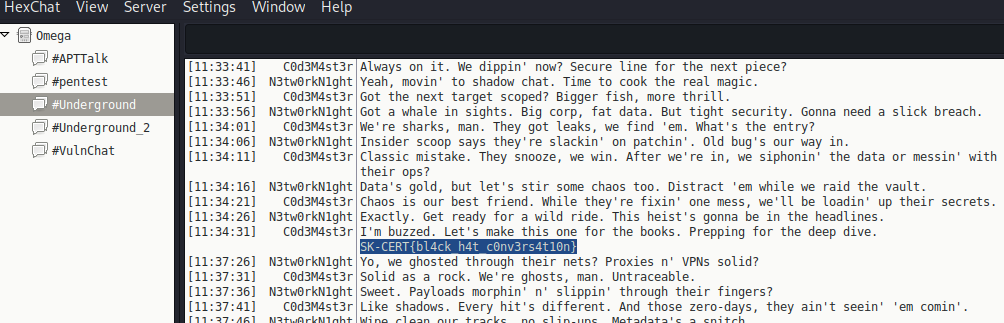 HexChat View Server Settings Window Help
Omega
#APTTalk
#pentest
#Underground
#Underground_2
#VulnChat
[11:33:41] C0d3M4st3r Always on it. We dippin' now? Secure line for the next piece?
[11:33:46] N3tw0rkN1ght Yeah, movin' to shadow chat. Time to cook the real magic.
[11:33:51] C0d3M4st3r Got the next target scoped? Bigger fish, more thrill.
[11:33:56] N3tw0rkN1ght Got a whale in sights. Big corp, fat data. But tight security. Gonna need a slick breach.
[11:34:01] C0d3M4st3r We're sharks, man. They got leaks, we find 'em. What's the entry?
[11:34:06] N3tw0rkN1ght Insider scoop says they're slackin' on patchin'. Old bug's our way in.
[11:34:11] C0d3M4st3r Classic mistake. They snooze, we win. After we're in, we siphonin' the data or messin' with
their ops?
[11:34:16] N3tw0rkN1ght Data's gold, but let's stir some chaos too. Distract 'em while we raid the vault.
[11:34:21] C0d3M4st3r Chaos is our best friend. While they're fixin' one mess, we'll be loadin' up their secrets.
[11:34:26] N3tw0rkN1ght Exactly. Get ready for a wild ride. This heist's gonna be in the headlines.
[11:34:31] C0d3M4st3r I'm buzzed. Let's make this one for the books. Prepping for the deep dive.
SK-CERT{bl4ck_h4t_c0nv3rs4t10n}
[11:37:26] N3tw0rkN1ght Yo, we ghosted through their nets? Proxies n' VPNs solid?
[11:37:31] C0d3M4st3r Solid as a rock. We're ghosts, man. Untraceable.
[11:37:36] N3tw0rkN1ght Sweet. Payloads morphin' n' slippin' through their fingers?
[11:37:41] C0d3M4st3r Like shadows. Every hit's different. And those zero-days, they ain't seein' 'em comin'.
[11:37:46] N3tw0rkN1ght Wipe clean our tracks, no slip-ups. Metadata's a snitch.